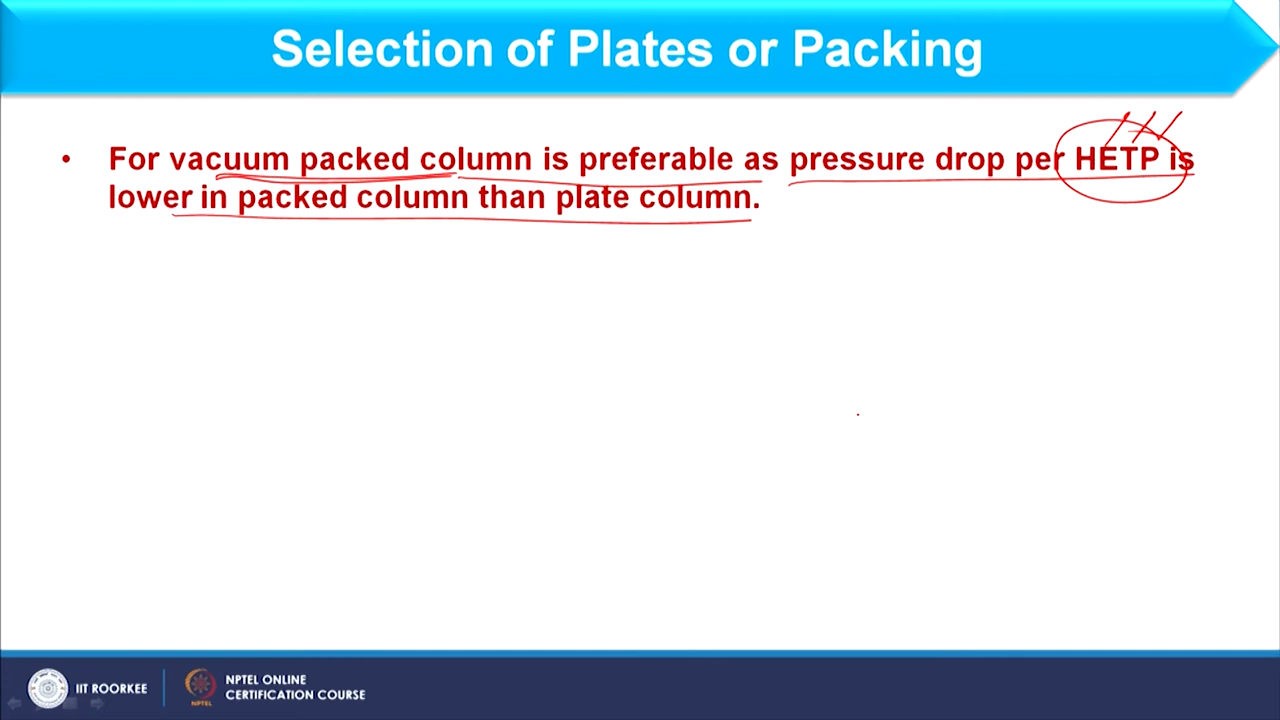 Selection of Plates or Packing
• For vacuum packed column is preferable as pressure drop per HETP is
lower in packed column than plate column.
IIT ROORKEE
NPTEL
NPTEL ONLINE
CERTIFICATION COURSE